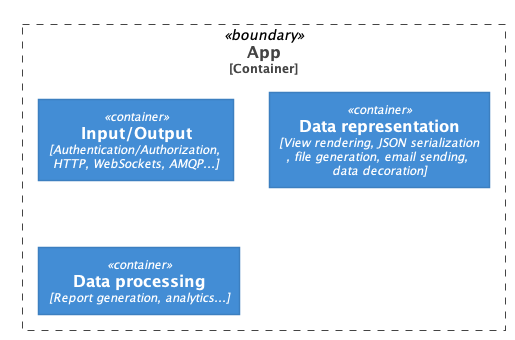 «boundary»
App
[Container]
«container»
Input/Output
[Authentication/Authorization,
HTTP, WebSockets, AMQP...]
«container»
Data representation
[View rendering, JSON serialization
, file generation, email sending,
data decoration]
«container»
Data processing
[Report generation, analytics...]